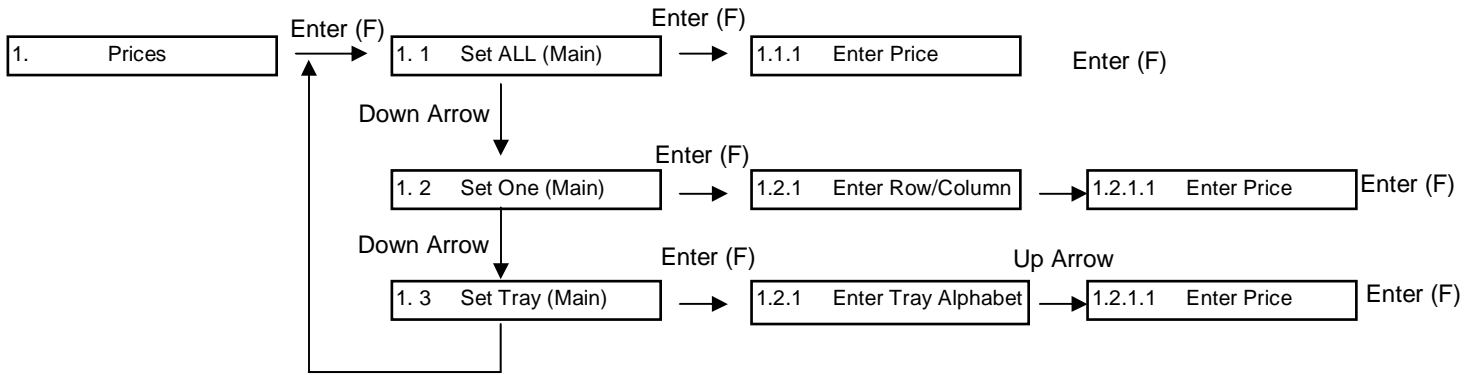 Enter (F)
Enter (F)
1. Prices
1. 1 Set ALL (Main)
1.1.1 Enter Price
Enter (F)
Down Arrow
Enter (F)
1. 2 Set One (Main)
1.2.1 Enter Row/Column
1.2.1.1 Enter Price
Enter (F)
Down Arrow
Enter (F)
Up Arrow
1. 3 Set Tray (Main)
1.2.1 Enter Tray Alphabet
1.2.1.1 Enter Price
Enter (F)